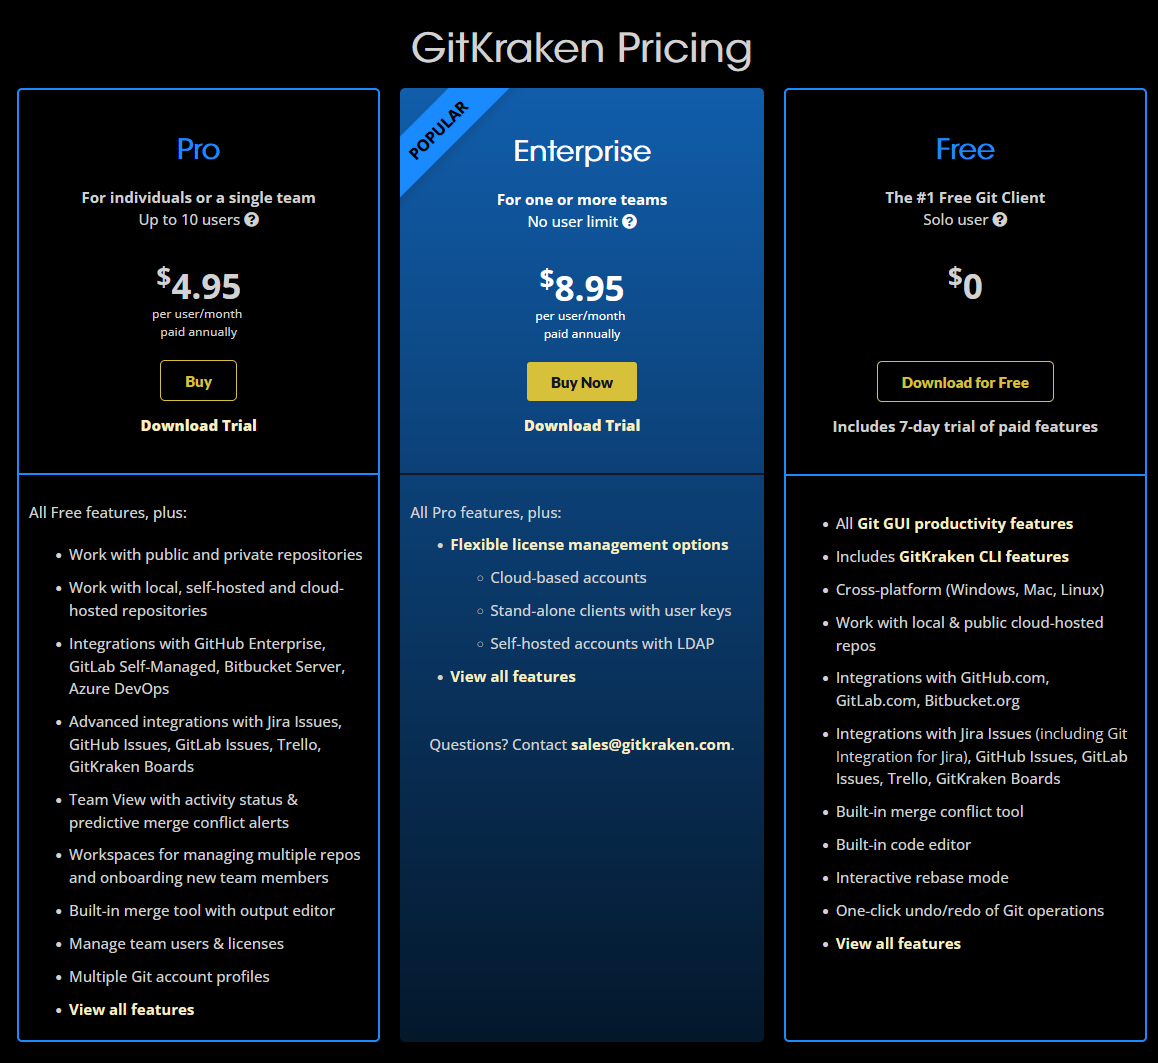 GitKraken Pricing
Pro
For individuals or a single team
Up to 10 users ?
$4.95
per user/month
paid annually
Buy
Download Trial
All Free features, plus:
• Work with public and private repositories
• Work with local, self-hosted and cloud-
hosted repositories
• Integrations with GitHub Enterprise,
GitLab Self-Managed, Bitbucket Server,
Azure DevOps
• Advanced integrations with Jira Issues,
GitHub Issues, GitLab Issues, Trello,
GitKraken Boards
• Team View with activity status &
predictive merge conflict alerts
• Workspaces for managing multiple repos
and onboarding new team members
• Built-in merge tool with output editor
• Manage team users & licenses
• Multiple Git account profiles
• View all features
POPULAR
Enterprise
For one or more teams
No user limit ?
$8.95
per user/month
paid annually
Buy Now
Download Trial
All Pro features, plus:
• Flexible license management options
○ Cloud-based accounts
○ Stand-alone clients with user keys
○ Self-hosted accounts with LDAP
• View all features
Questions? Contact sales@gitkraken.com.
Free
The #1 Free Git Client
Solo user ?
$0
Download for Free
Includes 7-day trial of paid features
• All Git GUI productivity features
• Includes GitKraken CLI features
• Cross-platform (Windows, Mac, Linux)
• Work with local & public cloud-hosted
repos
• Integrations with GitHub.com,
GitLab.com, Bitbucket.org
• Integrations with Jira Issues (including Git
Integration for Jira), GitHub Issues, GitLab
Issues, Trello, GitKraken Boards
• Built-in merge conflict tool
• Built-in code editor
• Interactive rebase mode
• One-click undo/redo of Git operations
• View all features